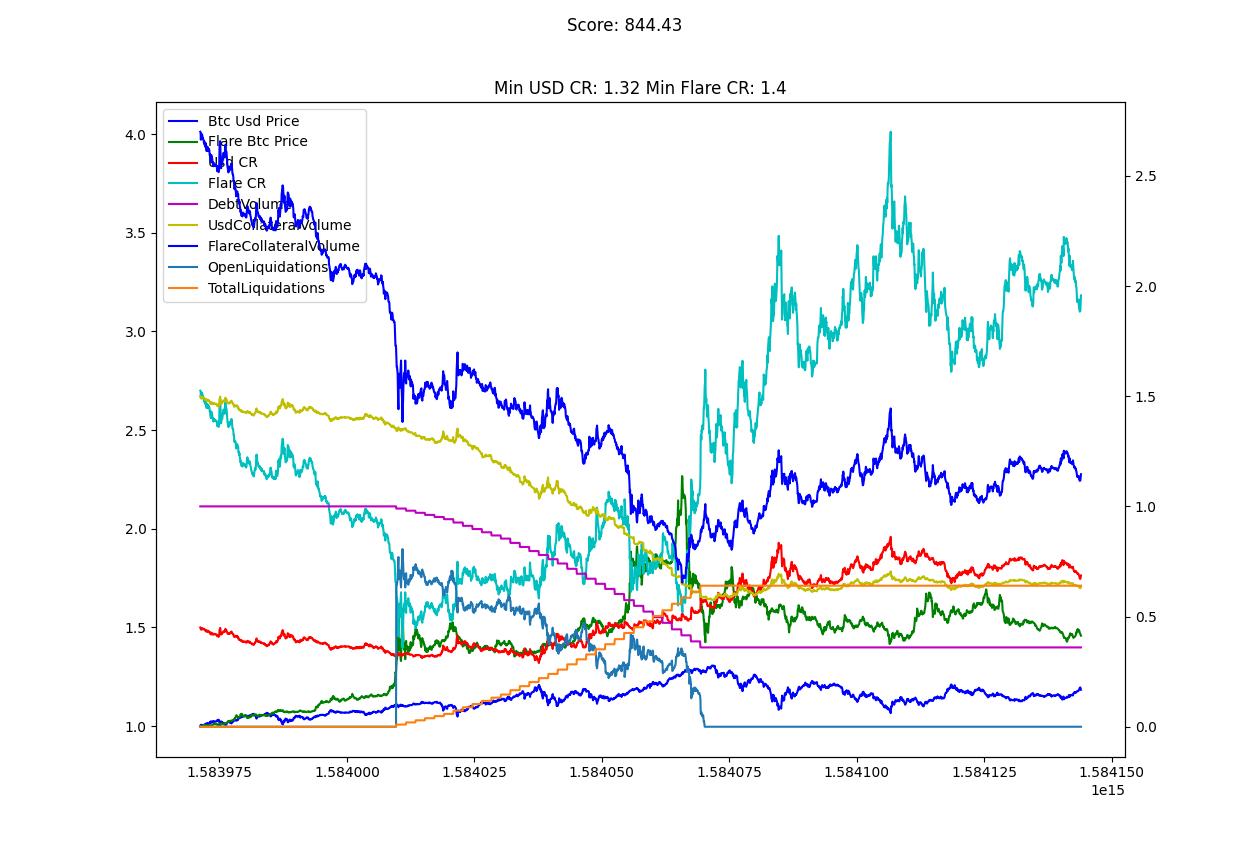 Score: 844.43
Min USD CR: 1.32 Min Flare CR: 1.4
Btc Usd Price
Flare Btc Price
Usd CR
Flare CR
DebtVolume
UsdCollateralVolume
FlareCollateralVolume
OpenLiquidations
TotalLiquidations
4.0
3.5
3.0
2.5
2.0
1.5
1.0
2.5
2.0
1.5
1.0
0.5
0.0
1.583975 1.584000 1.584025 1.584050 1.584075 1.584100 1.584125 1.584150
1e15